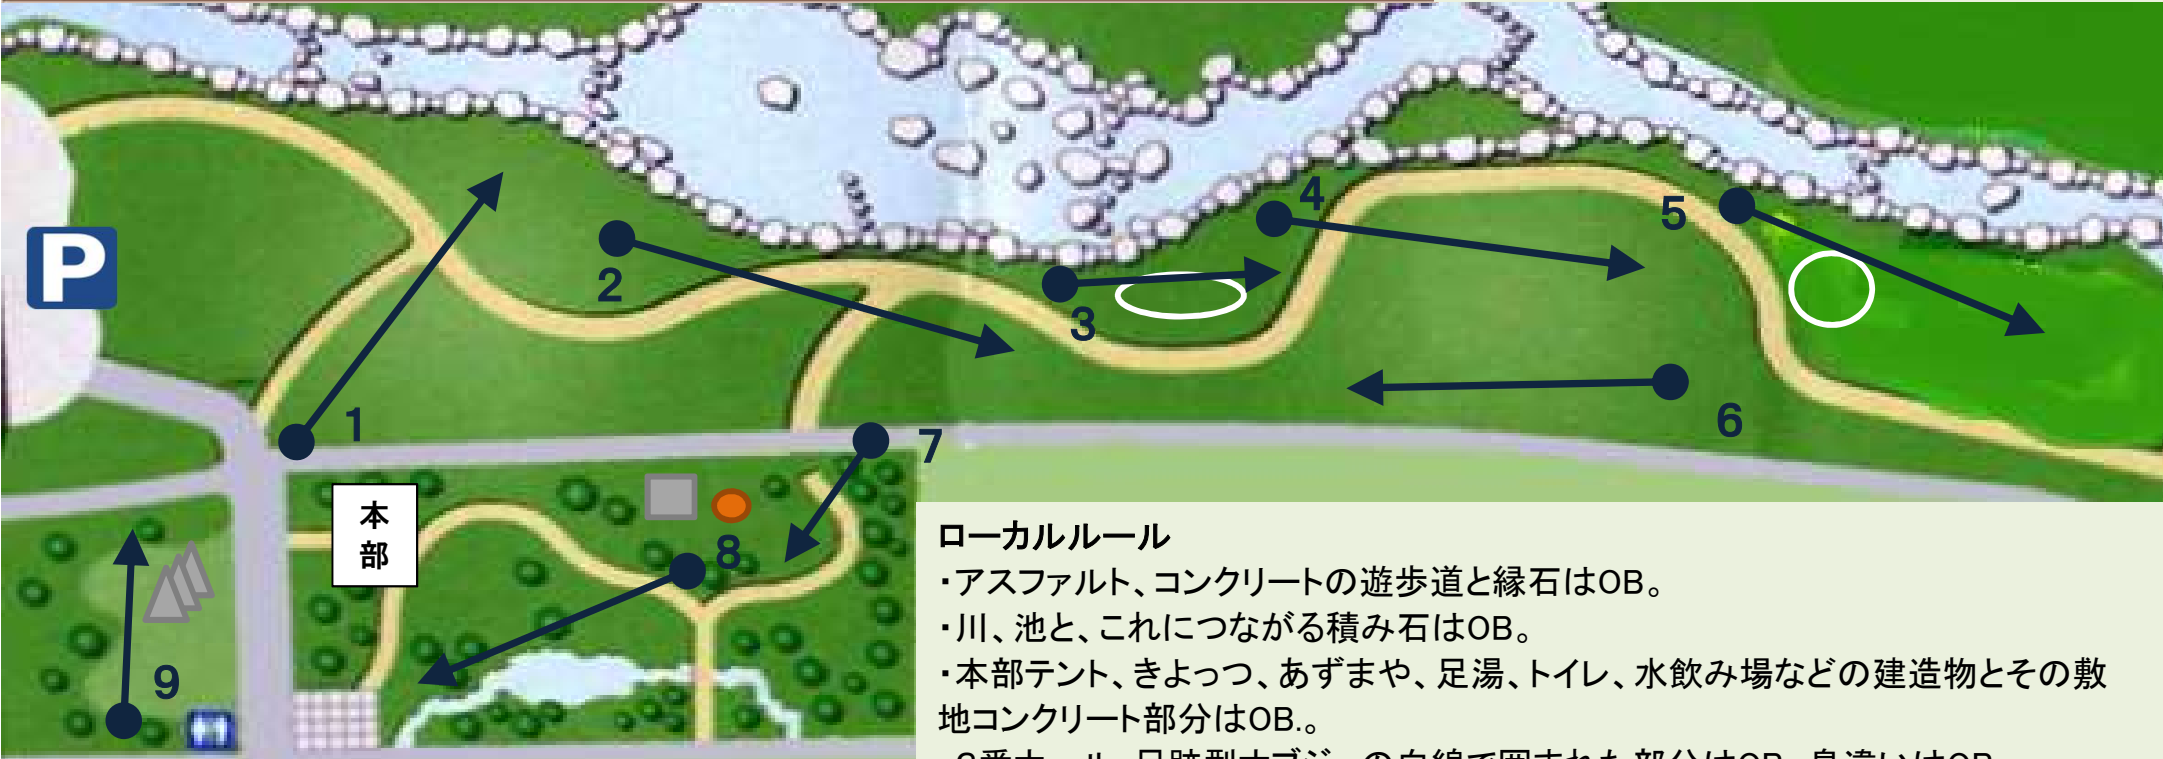 P
1
2
3
4
5
6
7
8
9
本
部
ローカルルール
・アスファルト、コンクリートの遊歩道と縁石はOB。
・川、池と、これにつながる積み石はOB。
・本部テント、きよっつ、あずまや、足湯、トイレ、水飲み場などの建造物とその敷
地コンクリート部分はOB.。